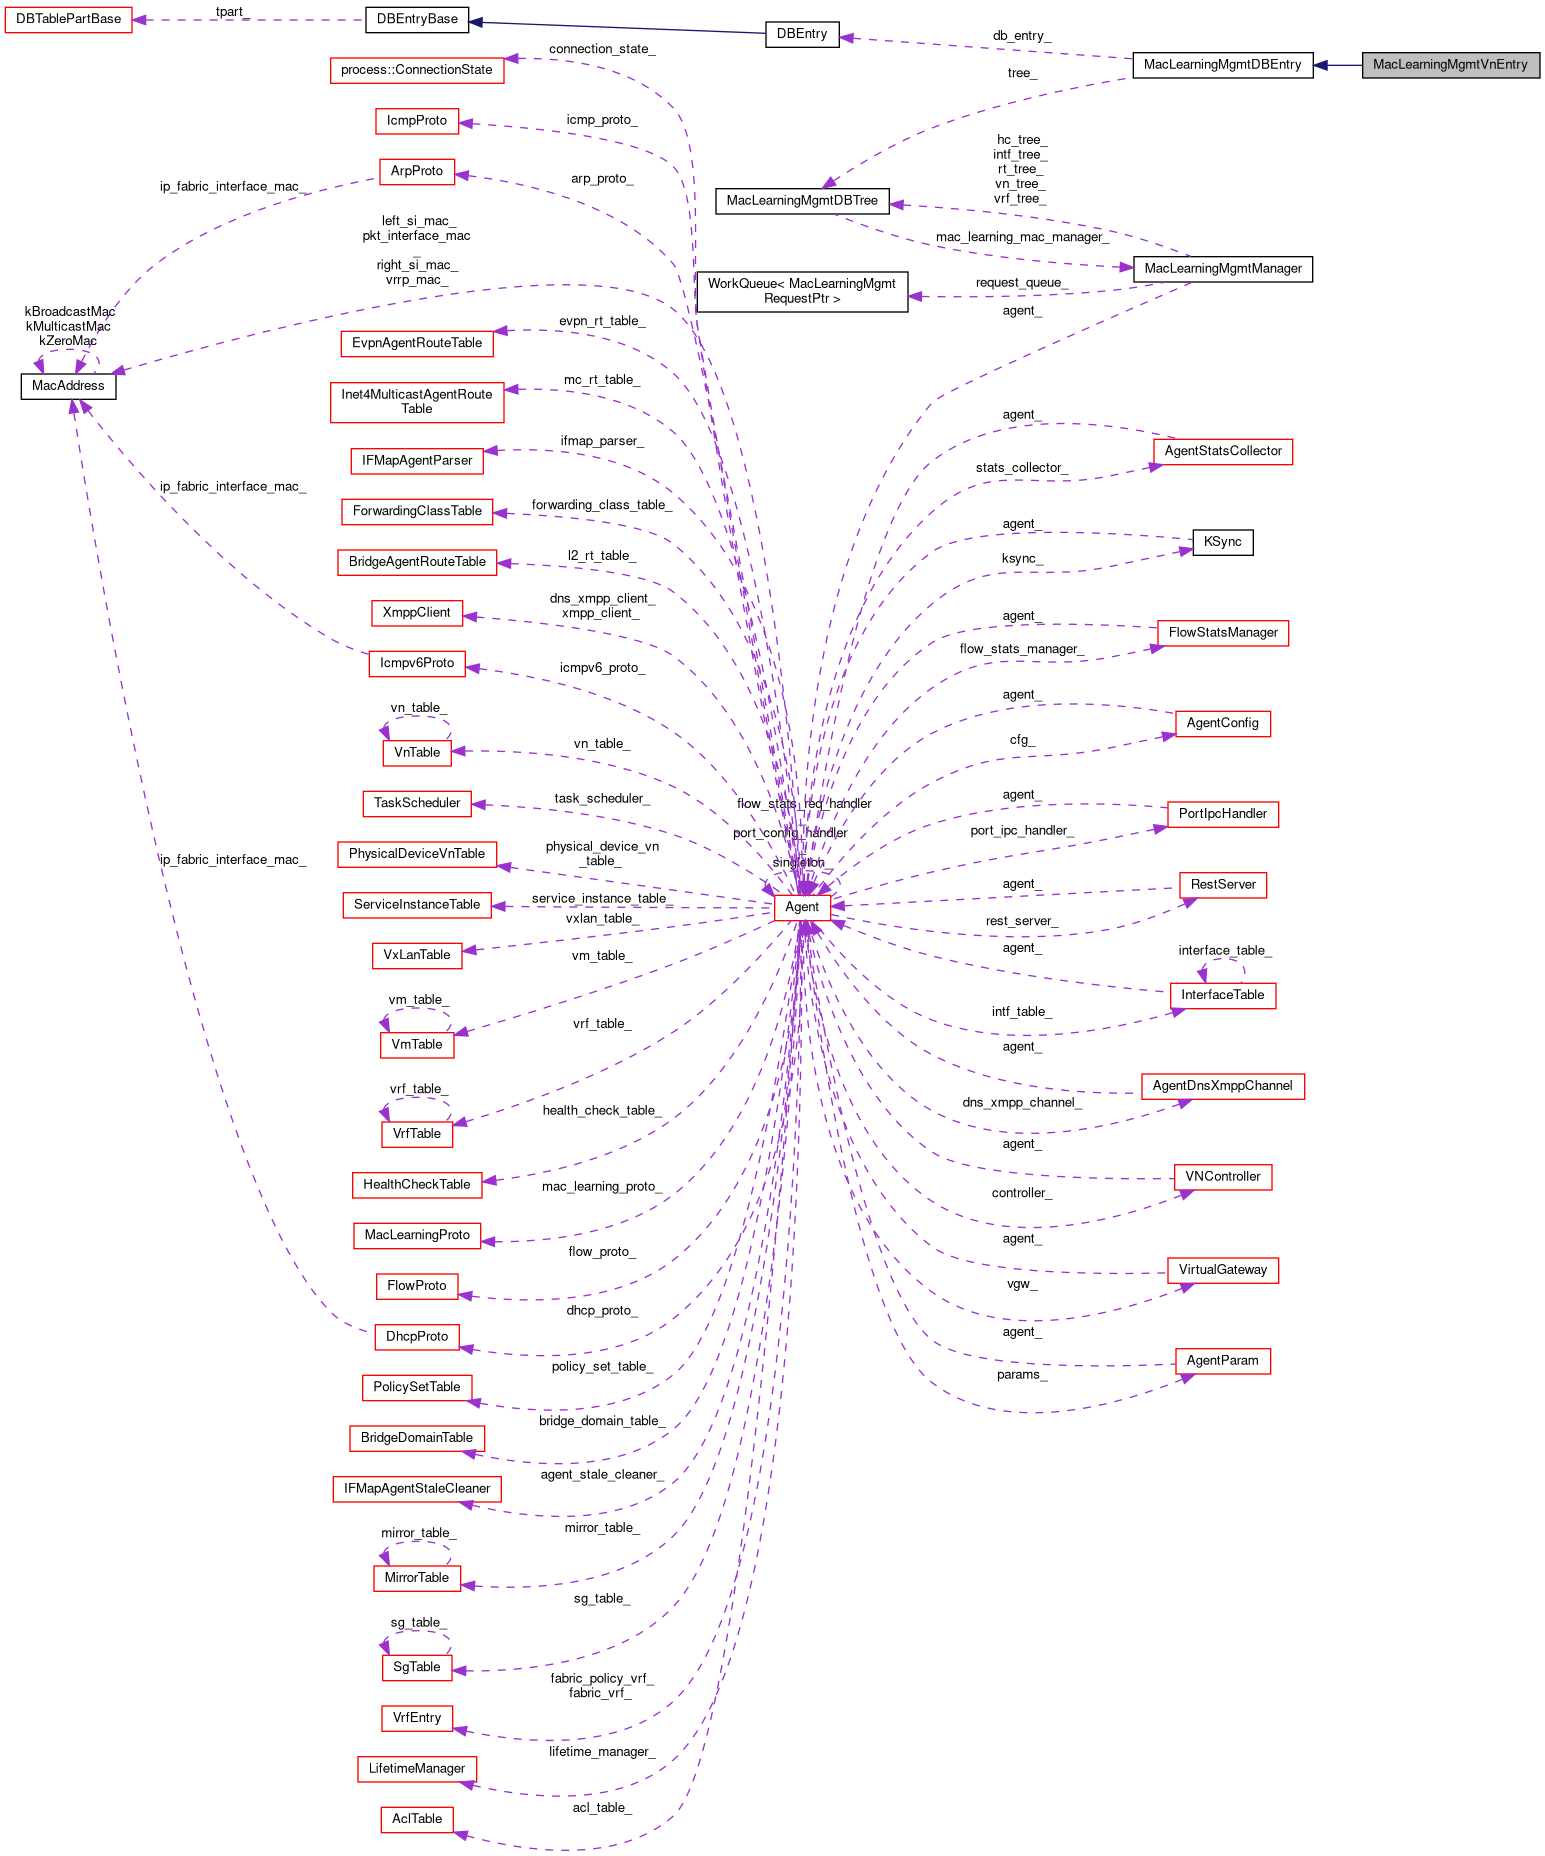 DBTablePartBase
tpart_
DBEntryBase
DBEntry
db_entry_
MacLearningMgmtDBEntry
MacLearningMgmtVnEntry
connection_state_
process::ConnectionState
tree_
icmp_proto_
IcmpProto
hc_tree_
intf_tree_
rt_tree_
vn_tree_
vrf_tree_
ArpProto
arp_proto_
ip_fabric_interface_mac_
MacLearningMgmtDBTree
left_si_mac_
pkt_interface_mac
_
right_si_mac_
vrrp_mac_
mac_learning_mac_manager_
MacLearningMgmtManager
WorkQueue< MacLearningMgmt
RequestPtr >
request_queue_
agent_
kBroadcastMac
kMulticastMac
kZeroMac
MacAddress
evpn_rt_table_
EvpnAgentRouteTable
mc_rt_table_
Inet4MulticastAgentRoute
Table
agent_
AgentStatsCollector
stats_collector_
ifmap_parser_
IFMapAgentParser
ip_fabric_interface_mac_
forwarding_class_table_
ForwardingClassTable
agent_
KSync
ksync_
l2_rt_table_
BridgeAgentRouteTable
dns_xmpp_client_
xmpp_client_
XmppClient
agent_
FlowStatsManager
flow_stats_manager_
icmpv6_proto_
Icmpv6Proto
vn_table_
VnTable
vn_table_
agent_
AgentConfig
cfg_
task_scheduler_
TaskScheduler
flow_stats_req_handler
_
port_config_handler
_
singleton_
agent_
PortIpcHandler
port_ipc_handler_
physical_device_vn
_table_
PhysicalDeviceVnTable
ip_fabric_interface_mac_
ServiceInstanceTable
service_instance_table_
Agent
agent_
RestServer
rest_server_
vxlan_table_
VxLanTable
vm_table_
agent_
interface_table_
InterfaceTable
intf_table_
vm_table_
VmTable
vrf_table_
agent_
AgentDnsXmppChannel
dns_xmpp_channel_
vrf_table_
VrfTable
health_check_table_
HealthCheckTable
agent_
VNController
controller_
mac_learning_proto_
MacLearningProto
flow_proto_
FlowProto
agent_
VirtualGateway
vgw_
dhcp_proto_
DhcpProto
agent_
AgentParam
params_
policy_set_table_
PolicySetTable
bridge_domain_table_
BridgeDomainTable
agent_stale_cleaner_
IFMapAgentStaleCleaner
mirror_table_
mirror_table_
MirrorTable
sg_table_
sg_table_
SgTable
fabric_policy_vrf_
fabric_vrf_
VrfEntry
lifetime_manager_
LifetimeManager
acl_table_
AclTable